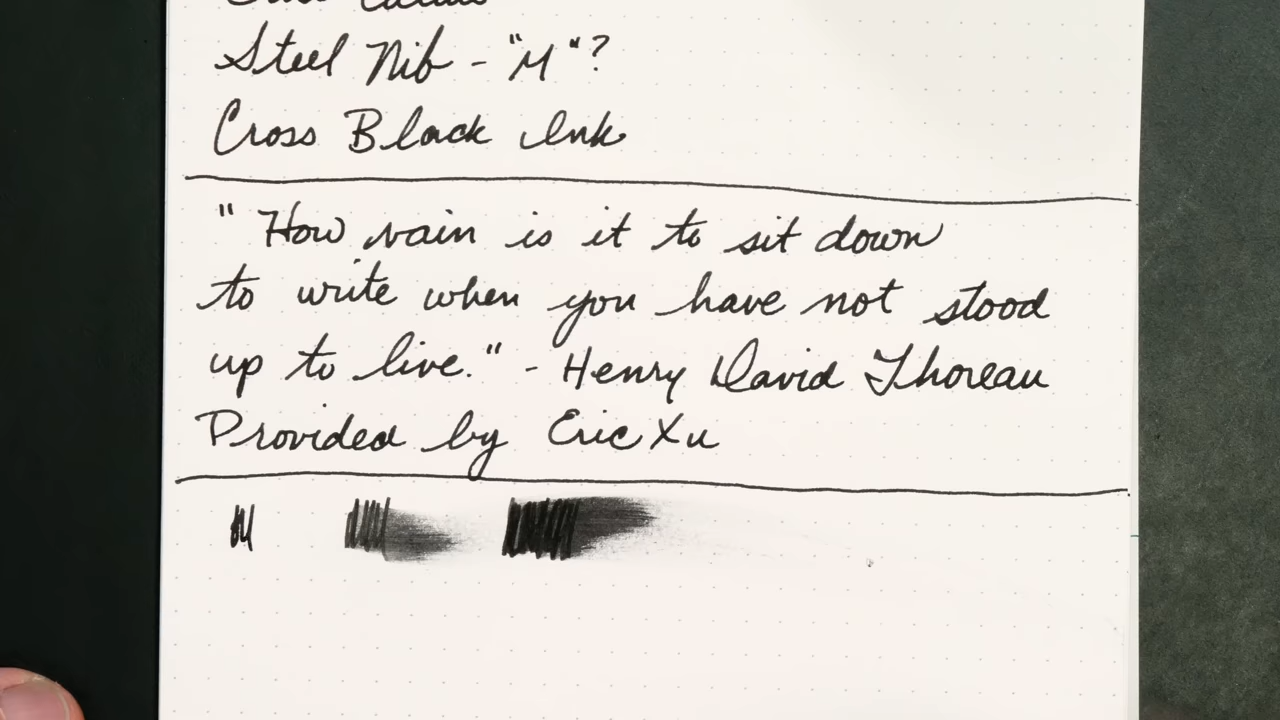 Steel Nib - "M"?
Cross Black Ink
"How vain is it to sit down
to write when you have not stood
up to live." - Henry David Thoreau
Provided by Eric Xu